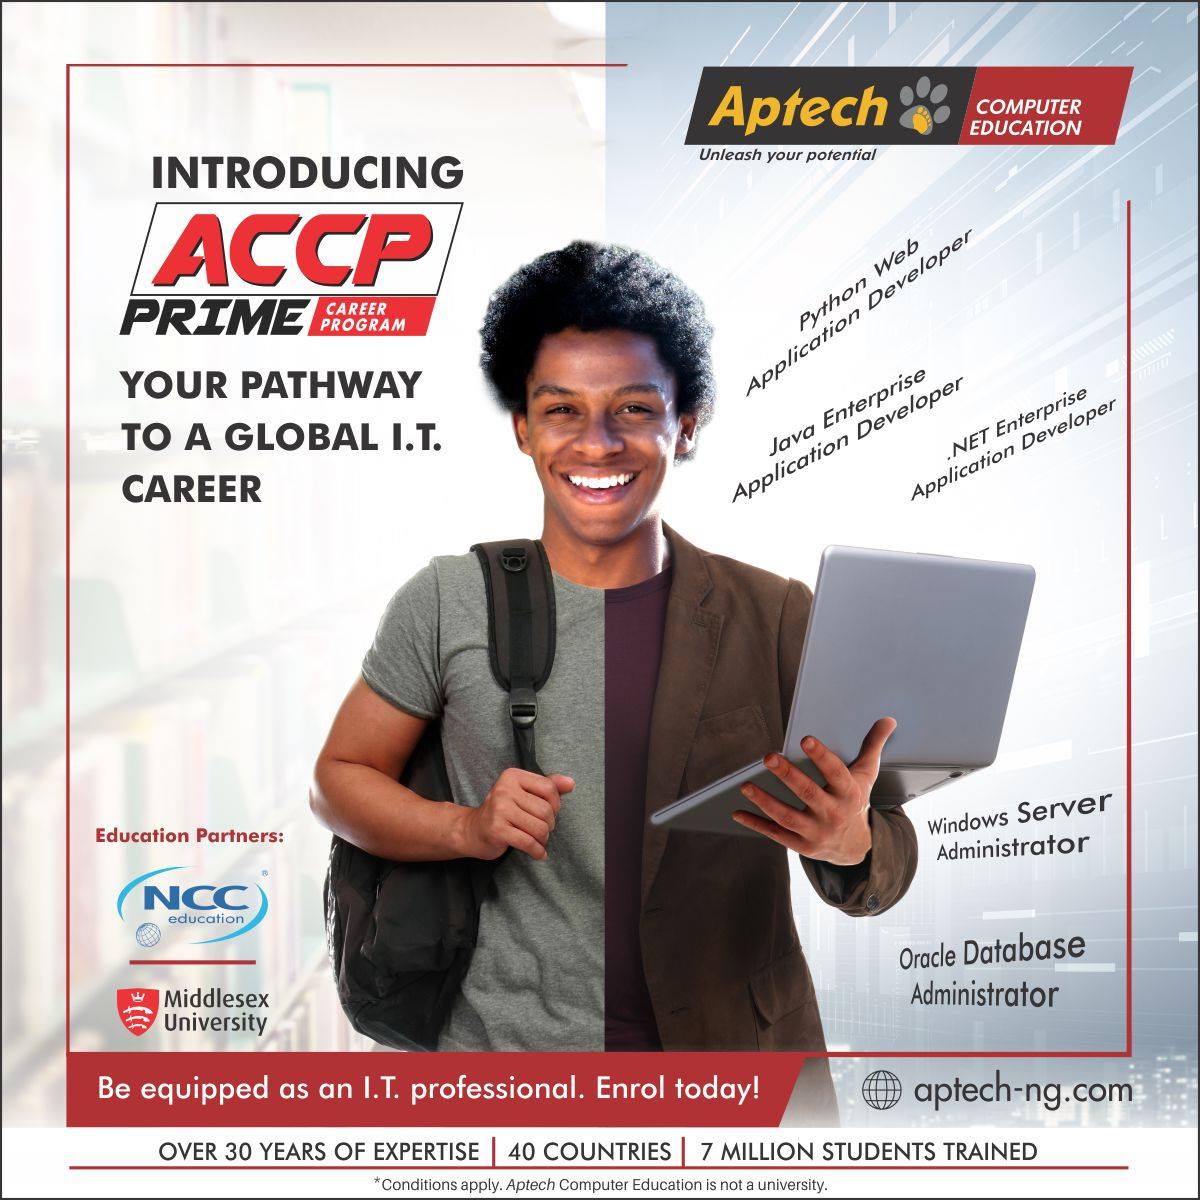 Aptech COMPUTER
EDUCATION
Unleash your potential
INTRODUCING
ACCP
PRIME CAREER
PROGRAM
YOUR PATHWAY
TO A GLOBAL I.T.
CAREER
Python Web
Application Developer
Java Enterprise
Application Developer
.NET Enterprise
Application Developer
Windows Server
Administrator
Oracle Database
Administrator
Education Partners:
NCC ®
education
Middlesex
University
Be equipped as an I.T. professional. Enrol today!
aptech-ng.com
OVER 30 YEARS OF EXPERTISE | 40 COUNTRIES | 7 MILLION STUDENTS TRAINED
*Conditions apply. Aptech Computer Education is not a university.